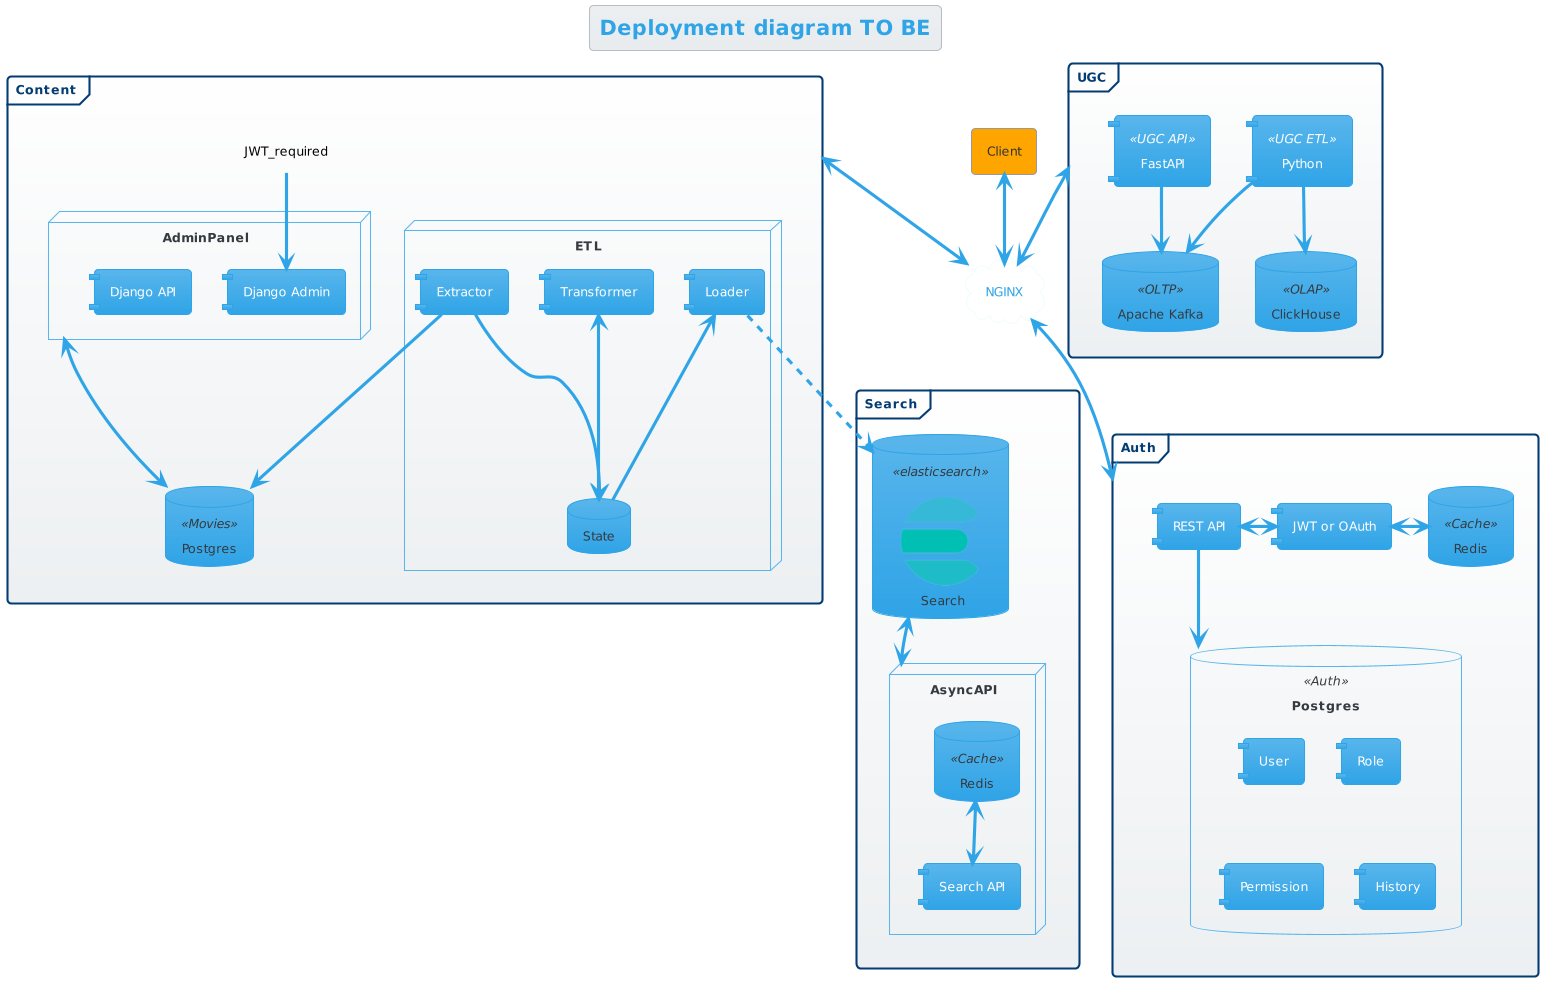 Deployment diagram TO BE
Content
JWT_required
AdminPanel
Django API
Django Admin
ETL
Extractor
Transformer
Loader
State
«Movies»
Postgres
Client
NGINX
UGC
«UGC API»
FastAPI
«UGC ETL»
Python
«OLTP»
Apache Kafka
«OLAP»
ClickHouse
Search
«elasticsearch»
Search
AsyncAPI
«Cache»
Redis
Search API
Auth
REST API
JWT or OAuth
«Cache»
Redis
«Auth»
Postgres
User
Role
Permission
History